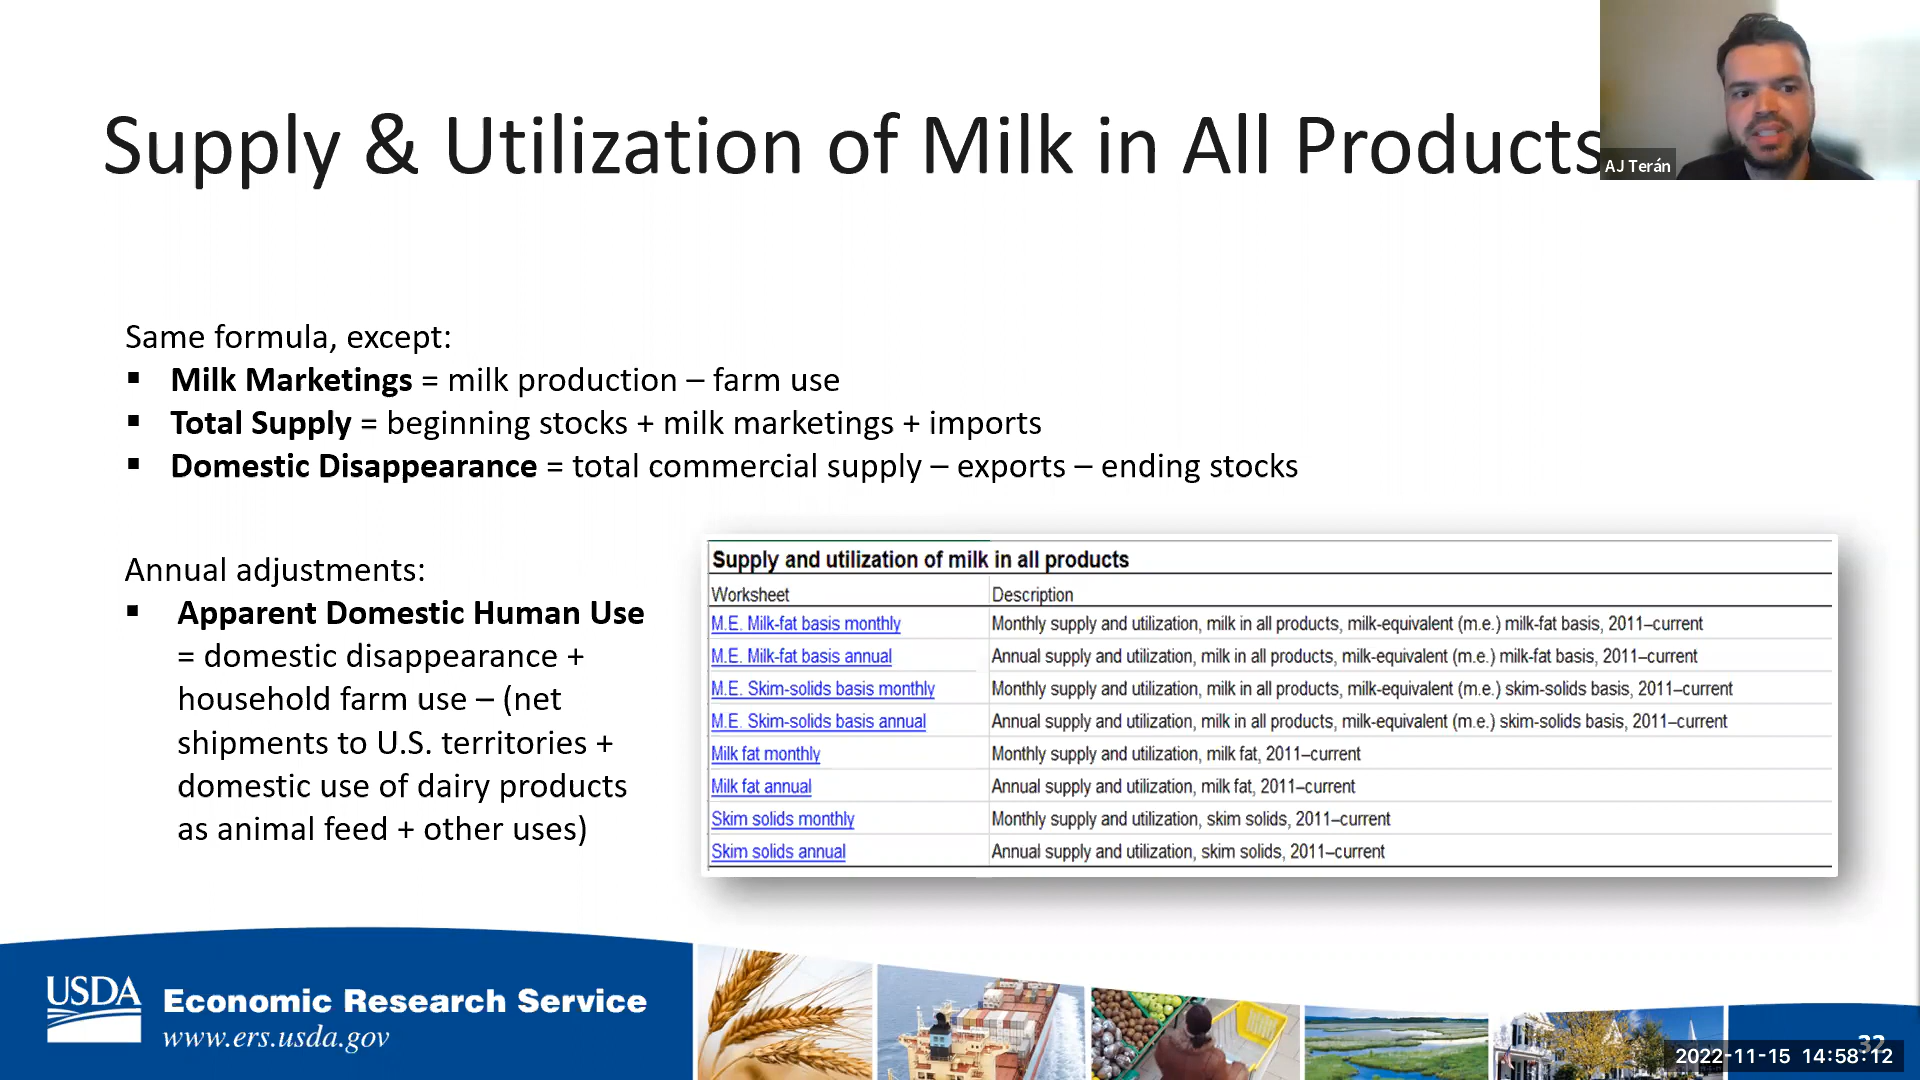 Supply & Utilization of Milk in All Products
AJ Terán
Same formula, except:
▪ Milk Marketings = milk production – farm use
▪ Total Supply = beginning stocks + milk marketings + imports
▪ Domestic Disappearance = total commercial supply – exports – ending stocks
Annual adjustments:
▪ Apparent Domestic Human Use
= domestic disappearance +
household farm use – (net
shipments to U.S. territories +
domestic use of dairy products
as animal feed + other uses)
Supply and utilization of milk in all products
Worksheet Description
M.E. Milk-fat basis monthly Monthly supply and utilization, milk in all products, milk-equivalent (m.e.) milk-fat basis, 2011–current
M.E. Milk-fat basis annual Annual supply and utilization, milk in all products, milk-equivalent (m.e.) milk-fat basis, 2011–current
M.E. Skim-solids basis monthly Monthly supply and utilization, milk in all products, milk-equivalent (m.e.) skim-solids basis, 2011–current
M.E. Skim-solids basis annual Annual supply and utilization, milk in all products, milk-equivalent (m.e.) skim-solids basis, 2011–current
Milk fat monthly Monthly supply and utilization, milk fat, 2011–current
Milk fat annual Annual supply and utilization, milk fat, 2011–current
Skim solids monthly Monthly supply and utilization, skim solids, 2011–current
Skim solids annual Annual supply and utilization, skim solids, 2011–current
USDA Economic Research Service
www.ers.usda.gov
32
2022-11-15 14:58:12